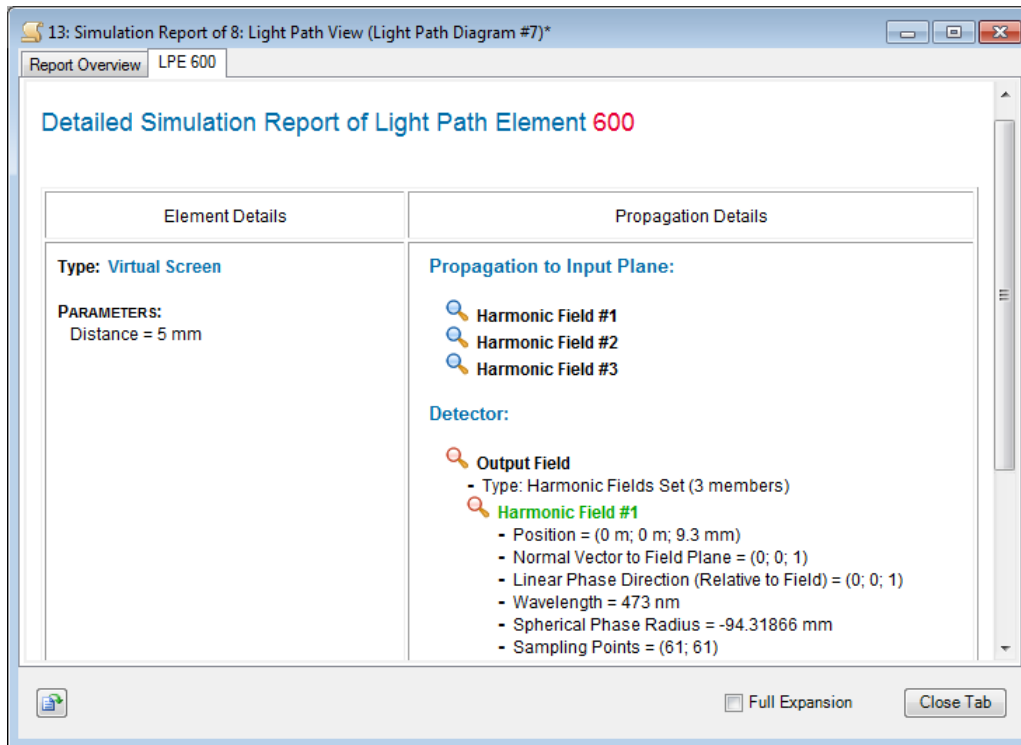 13: Simulation Report of 8: Light Path View (Light Path Diagram #7)*
Report Overview
LPE 600
Detailed Simulation Report of Light Path Element 600
Element Details
Propagation Details
Type: Virtual Screen
PARAMETERS:
Distance = 5 mm
Propagation to Input Plane:
Harmonic Field #1
Harmonic Field #2
Harmonic Field #3
Detector:
Output Field
- Type: Harmonic Fields Set (3 members)
Harmonic Field #1
- Position = (0 m; 0 m; 9.3 mm)
- Normal Vector to Field Plane = (0; 0; 1)
- Linear Phase Direction (Relative to Field) = (0; 0; 1)
- Wavelength = 473 nm
- Spherical Phase Radius = -94.31866 mm
- Sampling Points = (61; 61)
Full Expansion
Close Tab